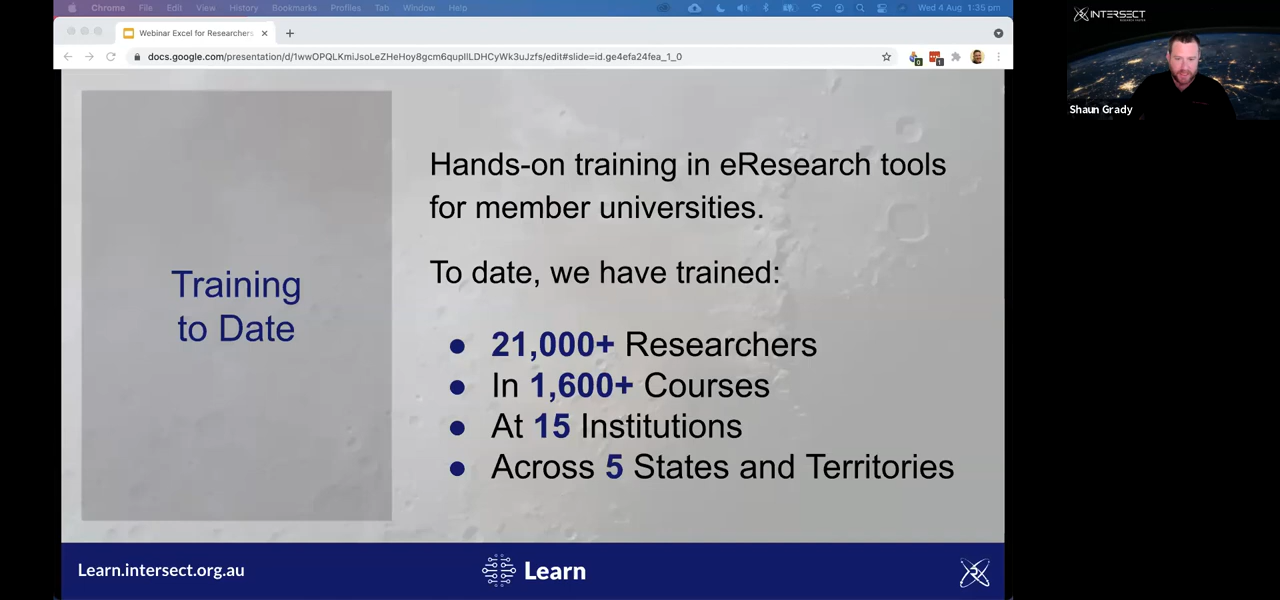 Chrome File Edit View History Bookmarks Profiles Tab Window Help
Wed 4 Aug 1:35 pm
Webinar Excel for Researchers
docs.google.com/presentation/d/1wwOPQLKmiJsoLeZHeHoy8gcm6qupIlLDHCyWk3uJzfs/edit#slide=id.ge4efa24fea_1_0
INTERSECT
Shaun Grady
Training
to Date
Hands-on training in eResearch tools
for member universities.
To date, we have trained:
● 21,000+ Researchers
● In 1,600+ Courses
● At 15 Institutions
● Across 5 States and Territories
Learn.intersect.org.au
Learn